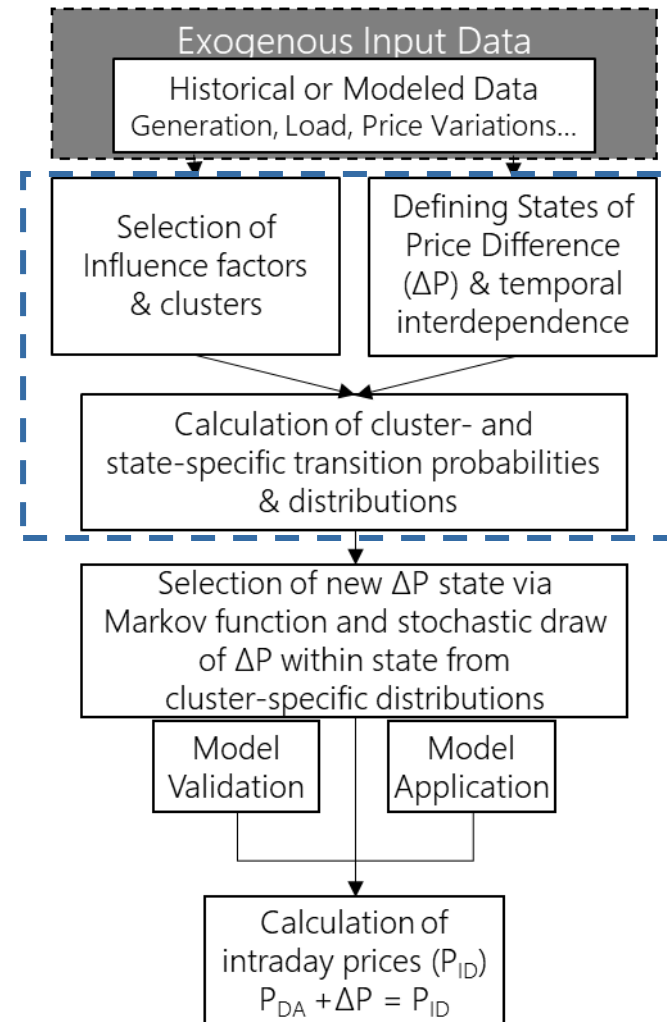 Exogenous Input Data
Historical or Modeled Data
Generation, Load, Price Variations...
Selection of
Influence factors
& clusters
Defining States of
Price Difference
(ΔP) & temporal
interdependence
Calculation of cluster- and
state-specific transition probabilities
& distributions
Selection of new ΔP state via
Markov function and stochastic draw
of ΔP within state from
cluster-specific distributions
Model
Validation
Model
Application
Calculation of
intraday prices (P_ID)
P_DA + ΔP = P_ID